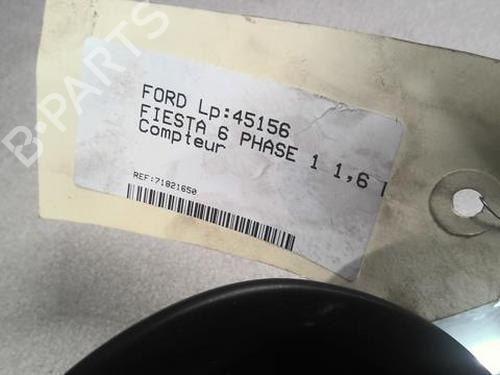 FORD Lp:45156
FIESTA 6 PHASE 1 1,6
Compteur
REF:71821650
B-PARTS